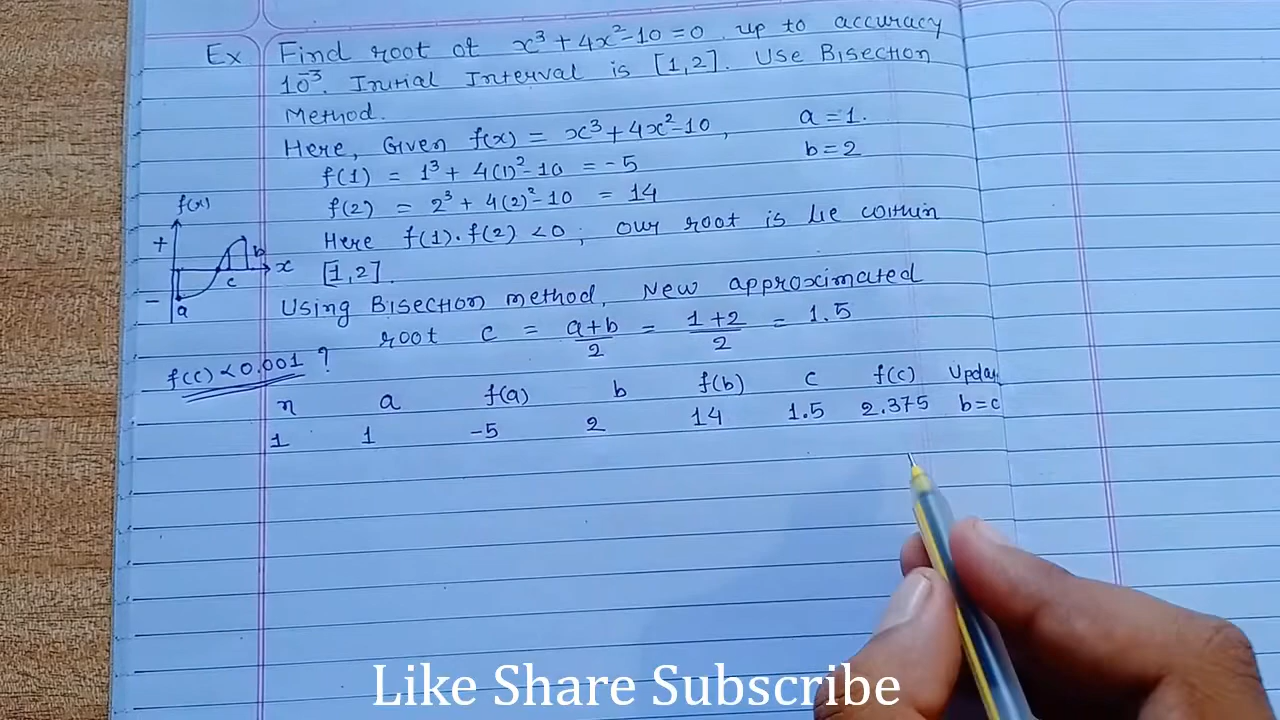 Ex Find root of x³ + 4x² - 10 = 0 up to accuracy
10⁻³. Initial Interval is [1,2]. Use Bisection
Method.
Here, Given f(x) = x³ + 4x² - 10, a = 1.
b = 2
f(1) = 1³ + 4(1)² - 10 = -5
f(2) = 2³ + 4(2)² - 10 = 14
Here f(1).f(2) < 0; our root is lie within
[1,2].
f(x)
+
b
x
c
-
a
Using Bisection method, New approximated
root c = a+b/2 = 1+2/2 = 1.5
f(c) < 0.001 ?
n a f(a) b f(b) c f(c) Updat
1 1 -5 2 14 1.5 2.375 b=c
Like Share Subscribe